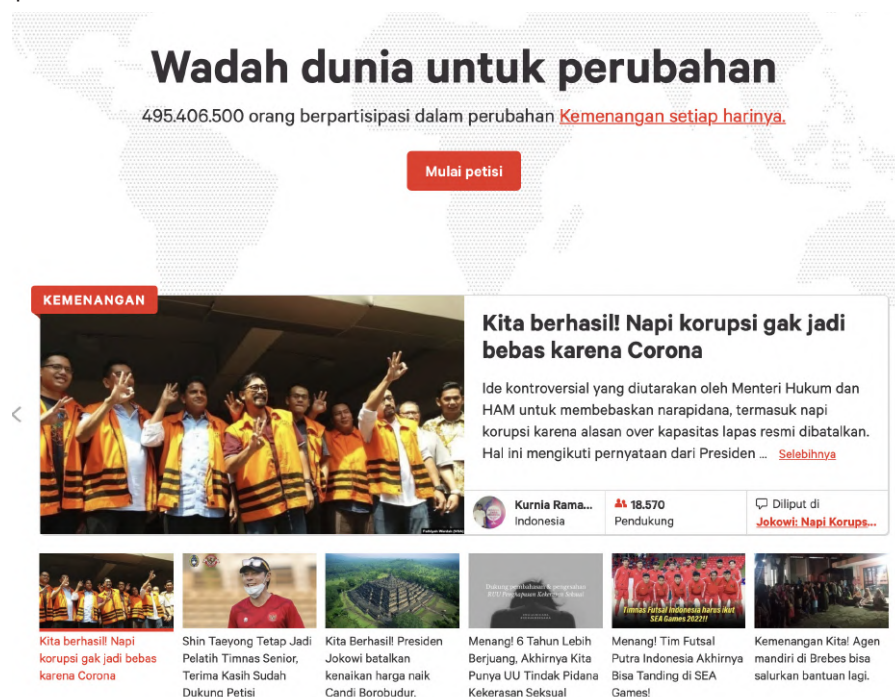 Wadah dunia untuk perubahan
495.406.500 orang berpartisipasi dalam perubahan Kemenangan setiap harinya.
Mulai petisi
KEMENANGAN
Kita berhasil! Napi korupsi gak jadi
bebas karena Corona
Ide kontroversial yang diutarakan oleh Menteri Hukum dan
HAM untuk membebaskan narapidana, termasuk napi
korupsi karena alasan over kapasitas lapas resmi dibatalkan.
Hal ini mengikuti pernyataan dari Presiden ... Selebihnya
Kurnia Rama...
Indonesia
18.570
Pendukung
Diliput di
Jokowi: Napi Korups...
Dukung pembahasan & pengesahan
RUU Penghapusan Kekerasan Seksual
Timnas Futsal Indonesia harus ikut
SEA Games 2022!!
Kita berhasil! Napi
korupsi gak jadi bebas
karena Corona
Shin Taeyong Tetap Jadi
Pelatih Timnas Senior,
Terima Kasih Sudah
Dukung Petisi
Kita Berhasil! Presiden
Jokowi batalkan
kenaikan harga naik
Candi Borobudur.
Menang! 6 Tahun Lebih
Berjuang, Akhirnya Kita
Punya UU Tindak Pidana
Kekerasan Seksual
Menang! Tim Futsal
Putra Indonesia Akhirnya
Bisa Tanding di SEA
Games!
Kemenangan Kita! Agen
mandiri di Brebes bisa
salurkan bantuan lagi.